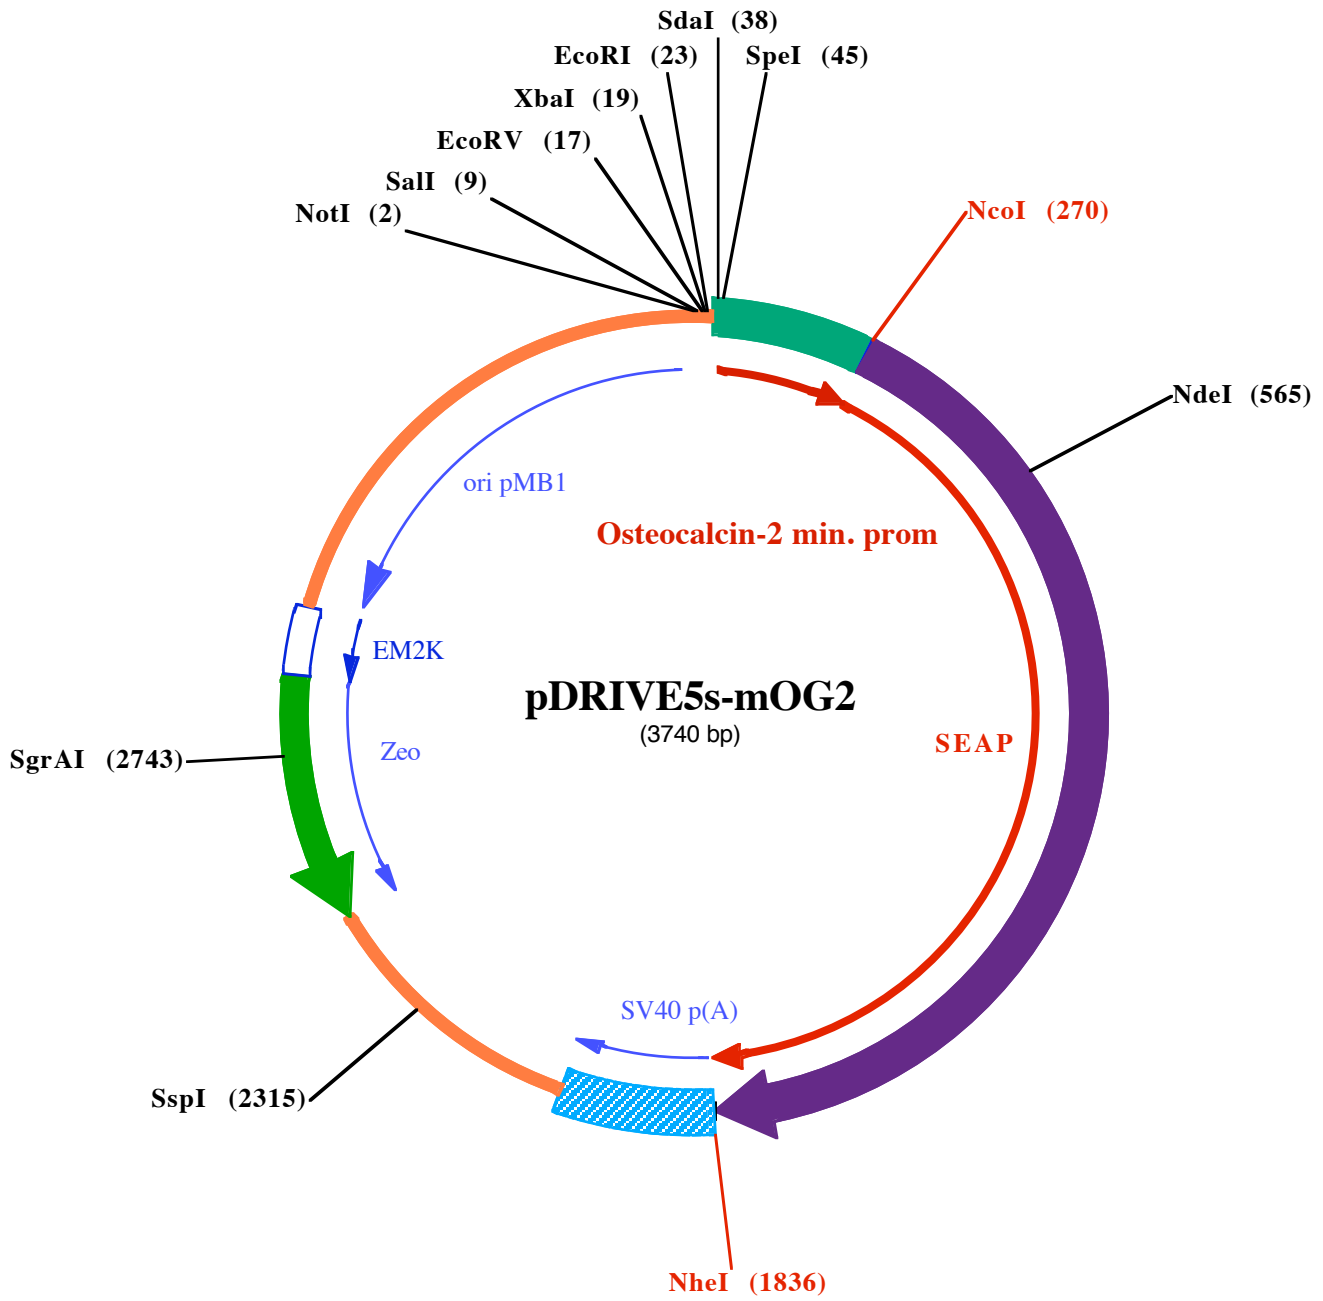 SdaI (38)
EcoRI (23)
SpeI (45)
XbaI (19)
EcoRV (17)
SalI (9)
NotI (2)
NcoI (270)
NdeI (565)
ori pMB1
Osteocalcin-2 min. prom
EM2K
pDRIVE5s-mOG2
(3740 bp)
SEAP
Zeo
SgrAI (2743)
SV40 p(A)
SspI (2315)
NheI (1836)